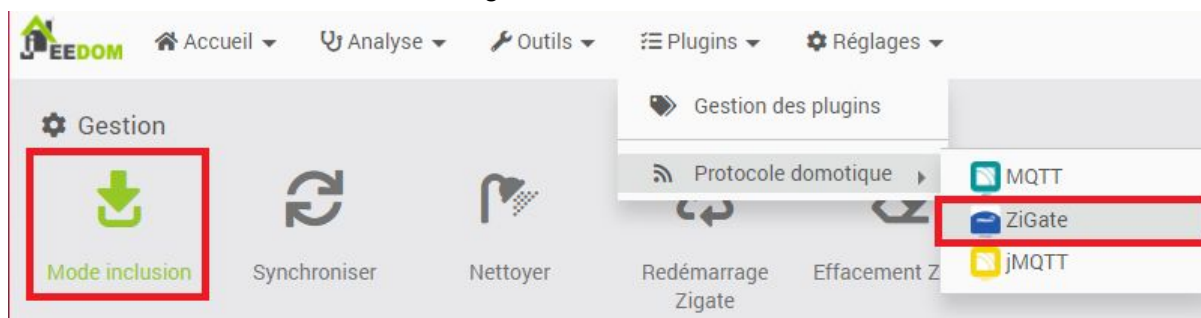 JEEDOM Accueil Analyse Outils Plugins Réglages
Gestion des plugins
Gestion
Protocole domotique
MQTT
ZiGate
jMQTT
Mode inclusion Synchroniser Nettoyer Redémarrage Zigate Effacement Z